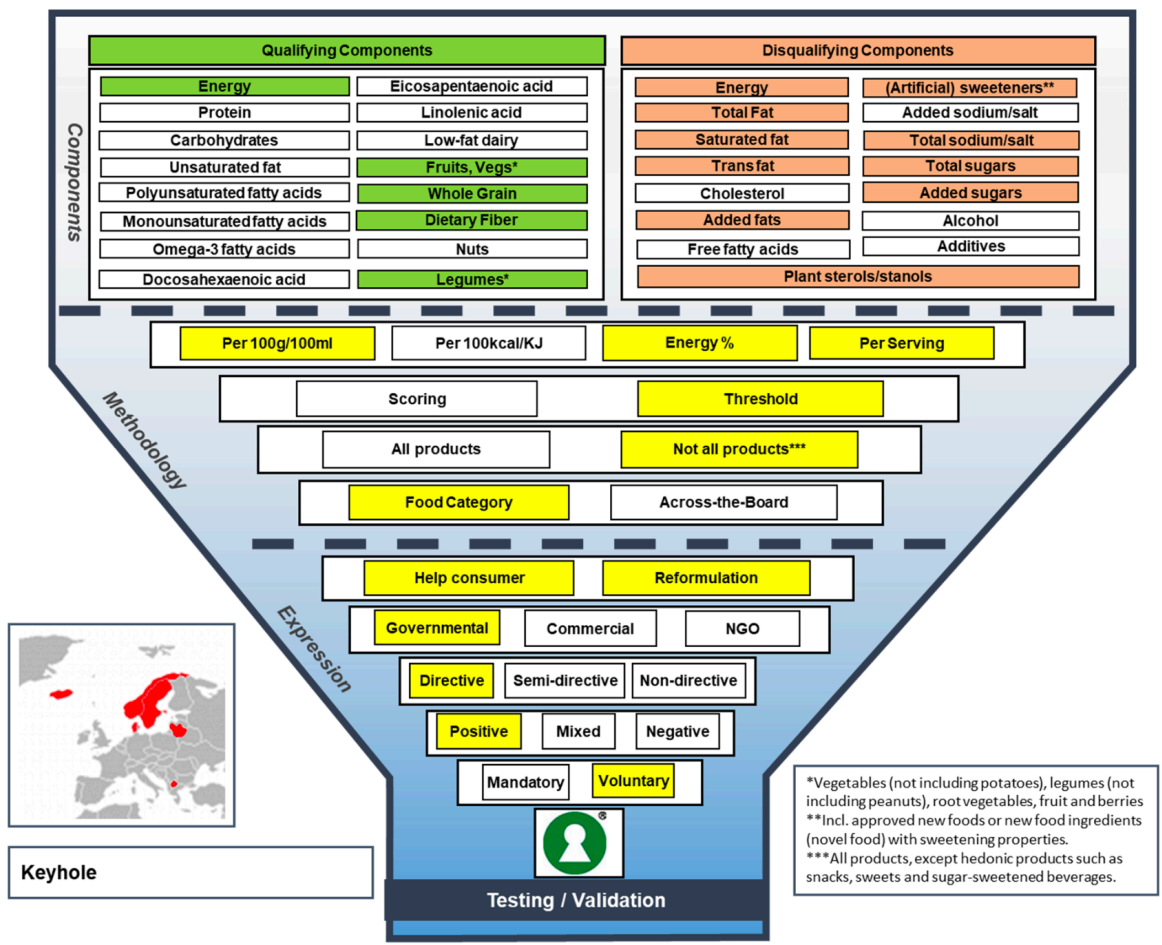 Qualifying Components
Disqualifying Components
Components
Energy
Protein
Carbohydrates
Unsaturated fat
Polyunsaturated fatty acids
Monounsaturated fatty acids
Omega-3 fatty acids
Docosahexaenoic acid
Eicosapentaenoic acid
Linolenic acid
Low-fat dairy
Fruits, Vegs*
Whole Grain
Dietary Fiber
Nuts
Legumes*
Energy
Total Fat
Saturated fat
Trans fat
Cholesterol
Added fats
Free fatty acids
(Artificial) sweeteners**
Added sodium/salt
Total sodium/salt
Total sugars
Added sugars
Alcohol
Additives
Plant sterols/stanols
Methodology
Per 100g/100ml
Per 100kcal/KJ
Energy %
Per Serving
Scoring
Threshold
All products
Not all products***
Food Category
Across-the-Board
Expression
Help consumer
Reformulation
Governmental
Commercial
NGO
Directive
Semi-directive
Non-directive
Positive
Mixed
Negative
Mandatory
Voluntary
®
Testing / Validation
Keyhole
*Vegetables (not including potatoes), legumes (not
including peanuts), root vegetables, fruit and berries
**Incl. approved new foods or new food ingredients
(novel food) with sweetening properties.
***All products, except hedonic products such as
snacks, sweets and sugar-sweetened beverages.